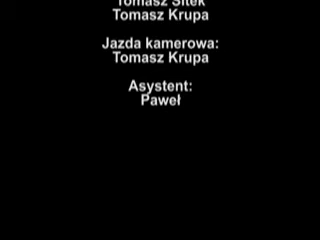 Tomasz Sitek
Tomasz Krupa
Jazda kamerowa:
Tomasz Krupa
Asystent:
Paweł